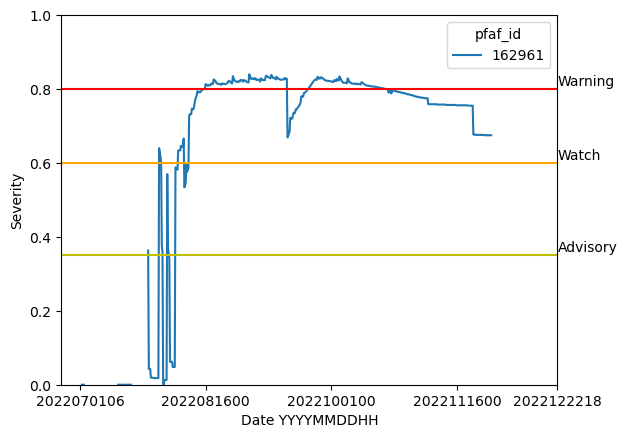 pfaf_id
162961
1.0
Warning
0.8
Watch
0.6
Severity
0.4
Advisory
0.2
0.0
2022070106 2022081600 2022100100 2022111600 2022122218
Date YYYYMMDDHH